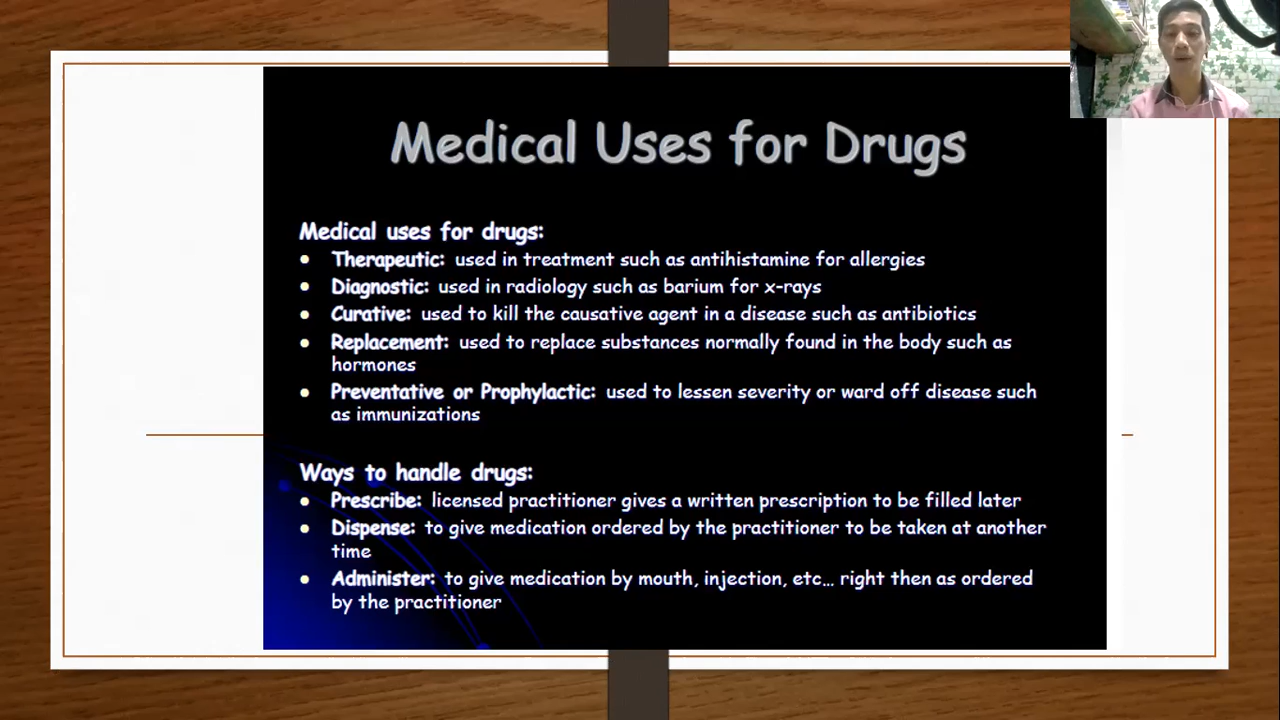 Medical Uses for Drugs
Medical uses for drugs:
• Therapeutic: used in treatment such as antihistamine for allergies
• Diagnostic: used in radiology such as barium for x-rays
• Curative: used to kill the causative agent in a disease such as antibiotics
• Replacement: used to replace substances normally found in the body such as
hormones
• Preventative or Prophylactic: used to lessen severity or ward off disease such
as immunizations
Ways to handle drugs:
• Prescribe: licensed practitioner gives a written prescription to be filled later
• Dispense: to give medication ordered by the practitioner to be taken at another
time
• Administer: to give medication by mouth, injection, etc... right then as ordered
by the practitioner